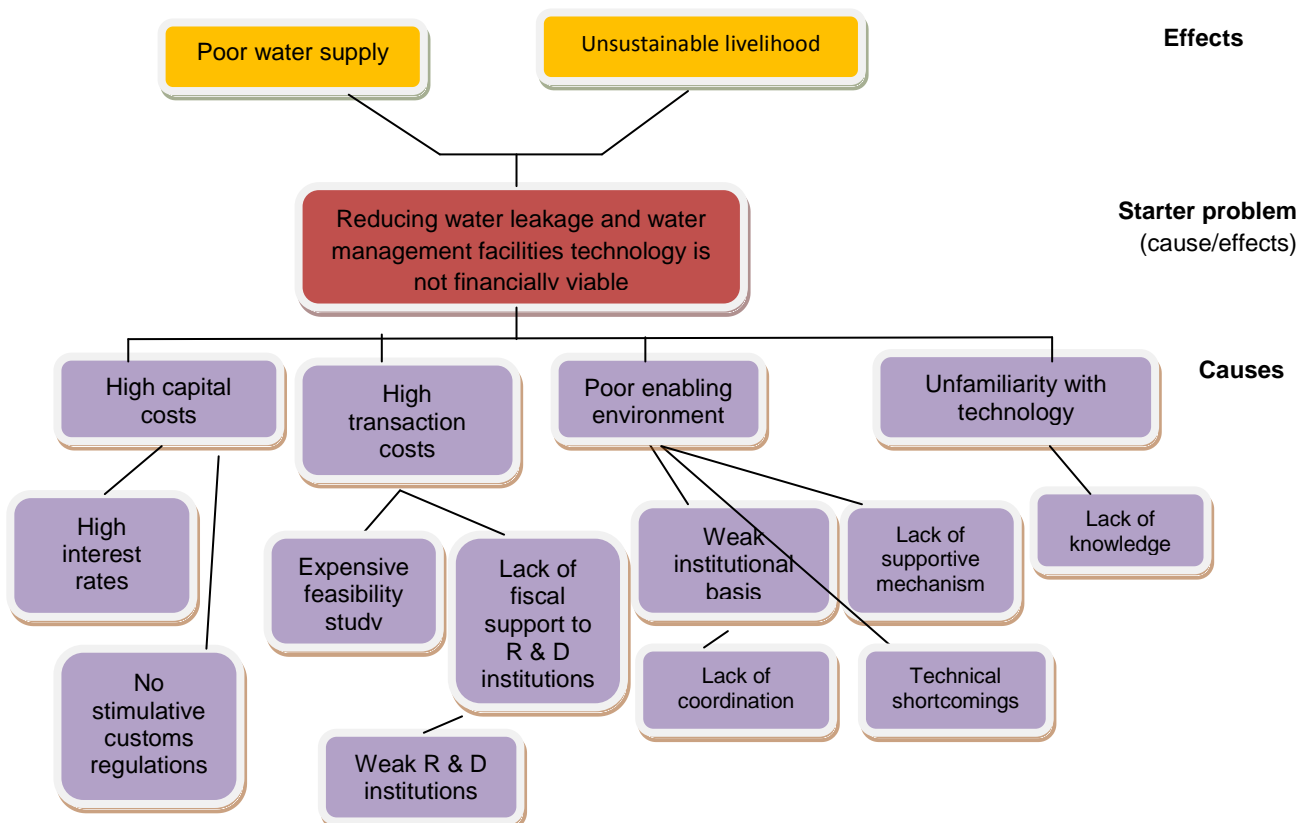 Poor water supply
Unsustainable livelihood
Effects
Reducing water leakage and water
management facilities technology is
not financially viable
Starter problem
(cause/effects)
High capital
costs
High
transaction
costs
Poor enabling
environment
Unfamiliarity with
technology
Causes
High
interest
rates
Expensive
feasibility
study
Lack of
fiscal
support to
R & D
institutions
Weak
institutional
basis
Lack of
supportive
mechanism
Lack of
knowledge
No
stimulative
customs
regulations
Weak R & D
institutions
Lack of
coordination
Technical
shortcomings